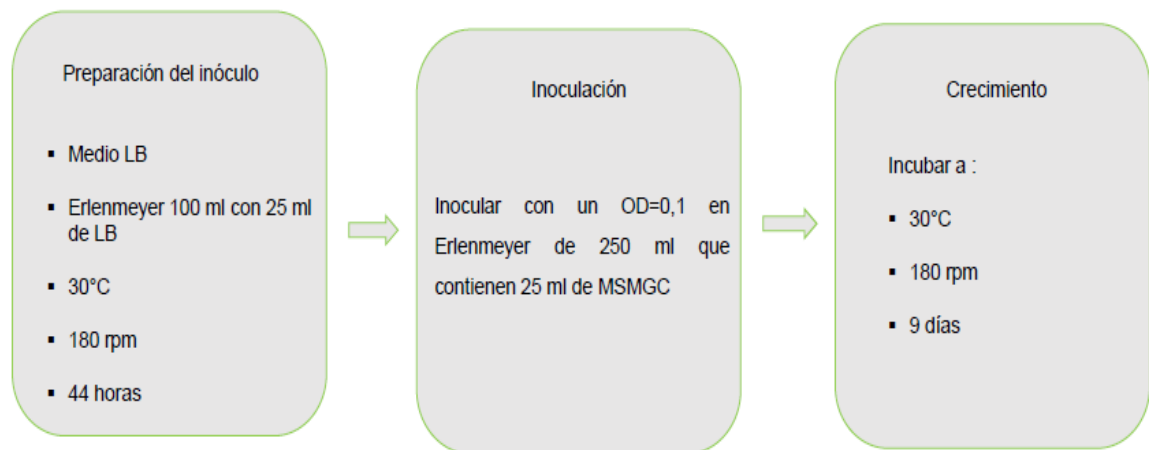 Preparación del inóculo
▪ Medio LB
▪ Erlenmeyer 100 ml con 25 ml
de LB
▪ 30°C
▪ 180 rpm
▪ 44 horas
Inoculación
Inocular con un OD=0,1 en
Erlenmeyer de 250 ml que
contienen 25 ml de MSMGC
Crecimiento
Incubar a :
▪ 30°C
▪ 180 rpm
▪ 9 días